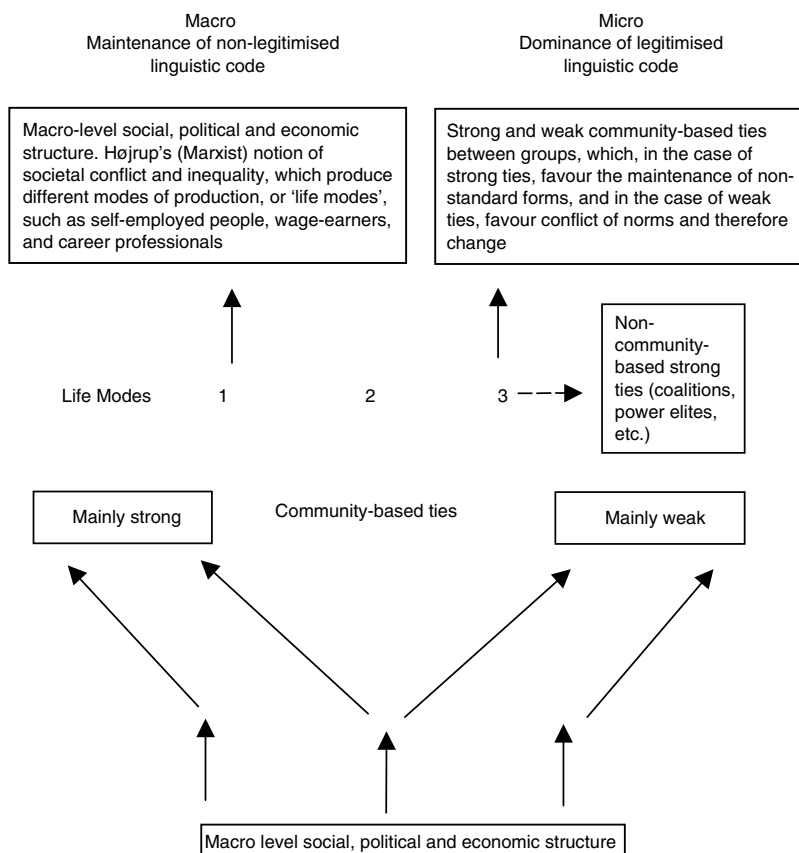 Macro
Maintenance of non-legitimised
linguistic code
Micro
Dominance of legitimised
linguistic code
Macro-level social, political and economic
structure. Højrup's (Marxist) notion of
societal conflict and inequality, which produce
different modes of production, or 'life modes',
such as self-employed people, wage-earners,
and career professionals
Strong and weak community-based ties
between groups, which, in the case of
strong ties, favour the maintenance of non-
standard forms, and in the case of weak
ties, favour conflict of norms and therefore
change
Non-
community-
based strong
ties (coalitions,
power elites,
etc.)
Life Modes 1 2 3
Mainly strong
Community-based ties
Mainly weak
Macro level social, political and economic structure